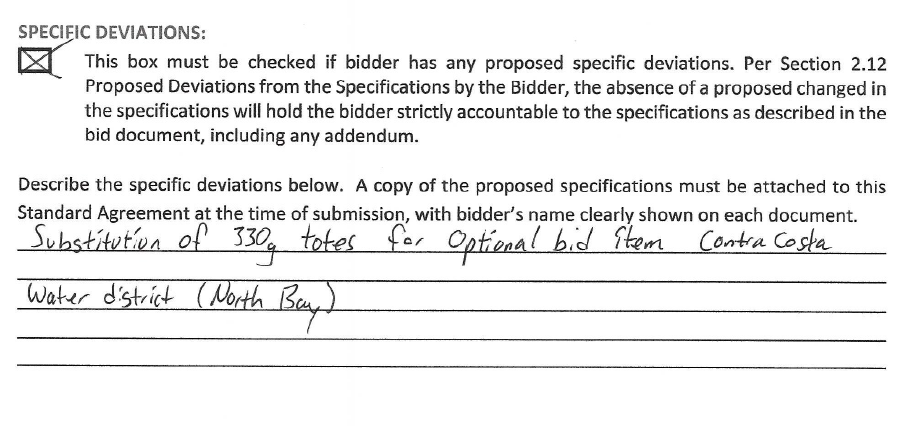 SPECIFIC DEVIATIONS:
This box must be checked if bidder has any proposed specific deviations. Per Section 2.12
Proposed Deviations from the Specifications by the Bidder, the absence of a proposed changed in
the specifications will hold the bidder strictly accountable to the specifications as described in the
bid document, including any addendum.
Describe the specific deviations below. A copy of the proposed specifications must be attached to this
Standard Agreement at the time of submission, with bidder's name clearly shown on each document.
Substitution of 330g totes for Optional bid item Contra Costa
Water district (North Bay)